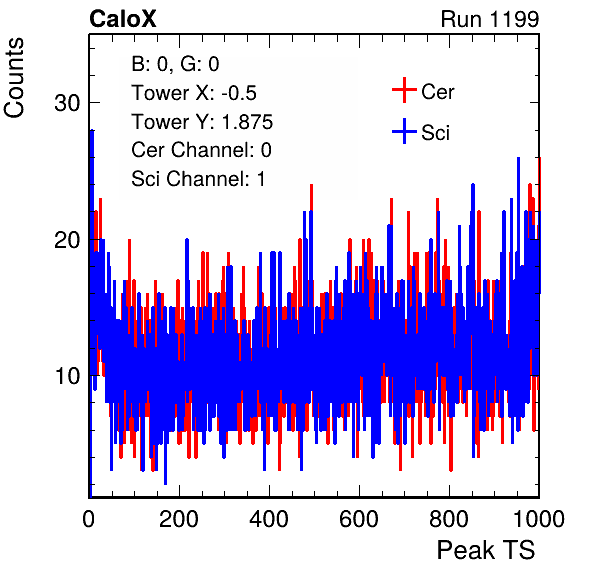 CaloX Run 1199
Counts
B: 0, G: 0
Tower X: -0.5
Tower Y: 1.875
Cer Channel: 0
Sci Channel: 1
Cer
Sci
30
20
10
0 200 400 600 800 1000
Peak TS